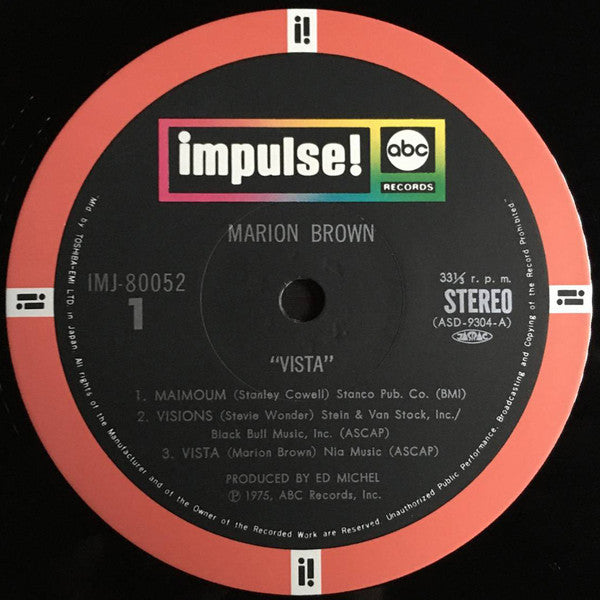 i!
impulse!
abc
RECORDS
MARION BROWN
IMJ-80052
1
33⅓ r. p. m.
STEREO
(ASD-9304-A)
JASRAC
i!
i!
"VISTA"
1. MAIMOUM (Stanley Cowell) Stanco Pub. Co. (BMI)
2. VISIONS (Stevie Wonder) Stein & Van Stock, Inc./
Black Bull Music, Inc. (ASCAP)
3. VISTA (Marion Brown) Nia Music (ASCAP)
PRODUCED BY ED MICHEL
℗ 1975, ABC Records, Inc.
Mfd by TOSHIBA-EMI LTD. in Japan. All rights of the Manufacturer and of the Owner of the Recorded Work are Reserved. Unauthorized Public Performance, Broadcasting and Copying of the Record Prohibited.
i!